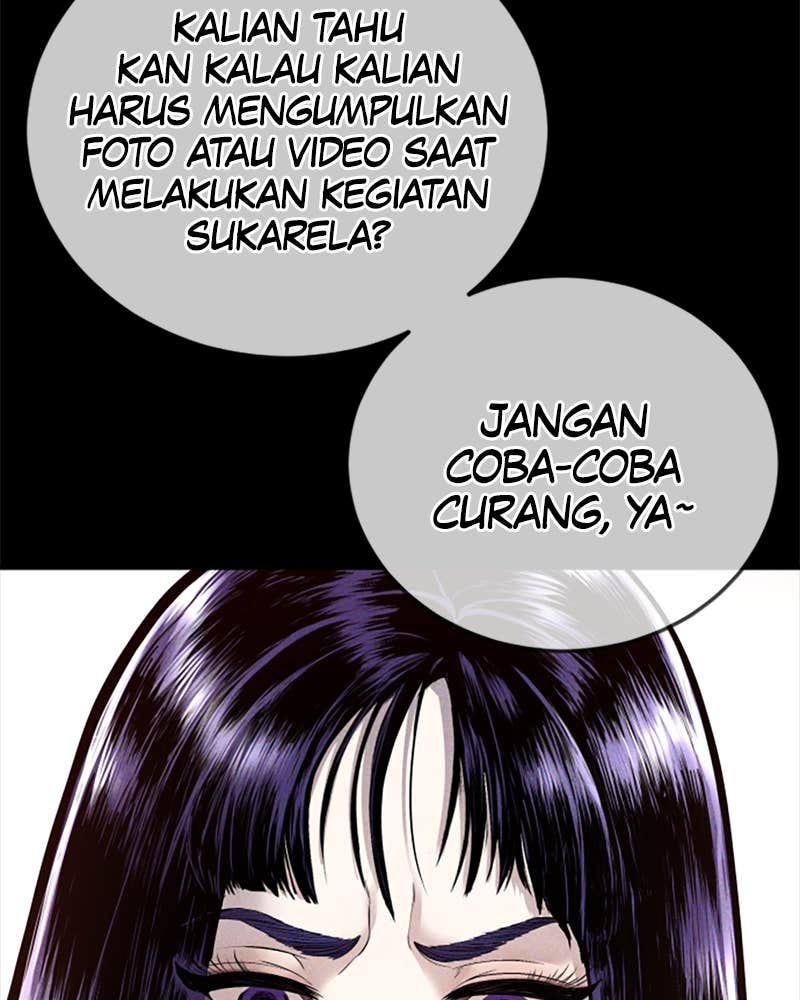 KALIAN TAHU
KAN KALAU KALIAN
HARUS MENGUMPULKAN
FOTO ATAU VIDEO SAAT
MELAKUKAN KEGIATAN
SUKARELA?
JANGAN
COBA-COBA
CURANG, YA~